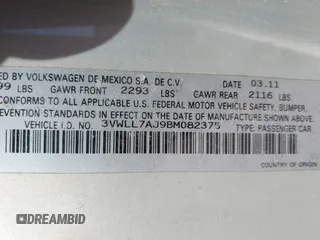 ED BY VOLKSWAGEN DE MEXICO S.A. DE C.V. 03.11
99 LBS GAWR FRONT 2293 LBS GAWR REAR 2116 LBS
CONFORMS TO ALL APPLICABLE U.S. FEDERAL MOTOR VEHICLE SAFETY, BUMPER,
EVENTION STANDARDS IN EFFECT ON THE DATE OF MANUFACTURE SHOWN ABOVE.
VEHICLE I.D. NO.: 3VWLL7AJ9BM082375 TYPE: PASSENGER CAR
COUNTRY OF ORIGIN
DREAMBID